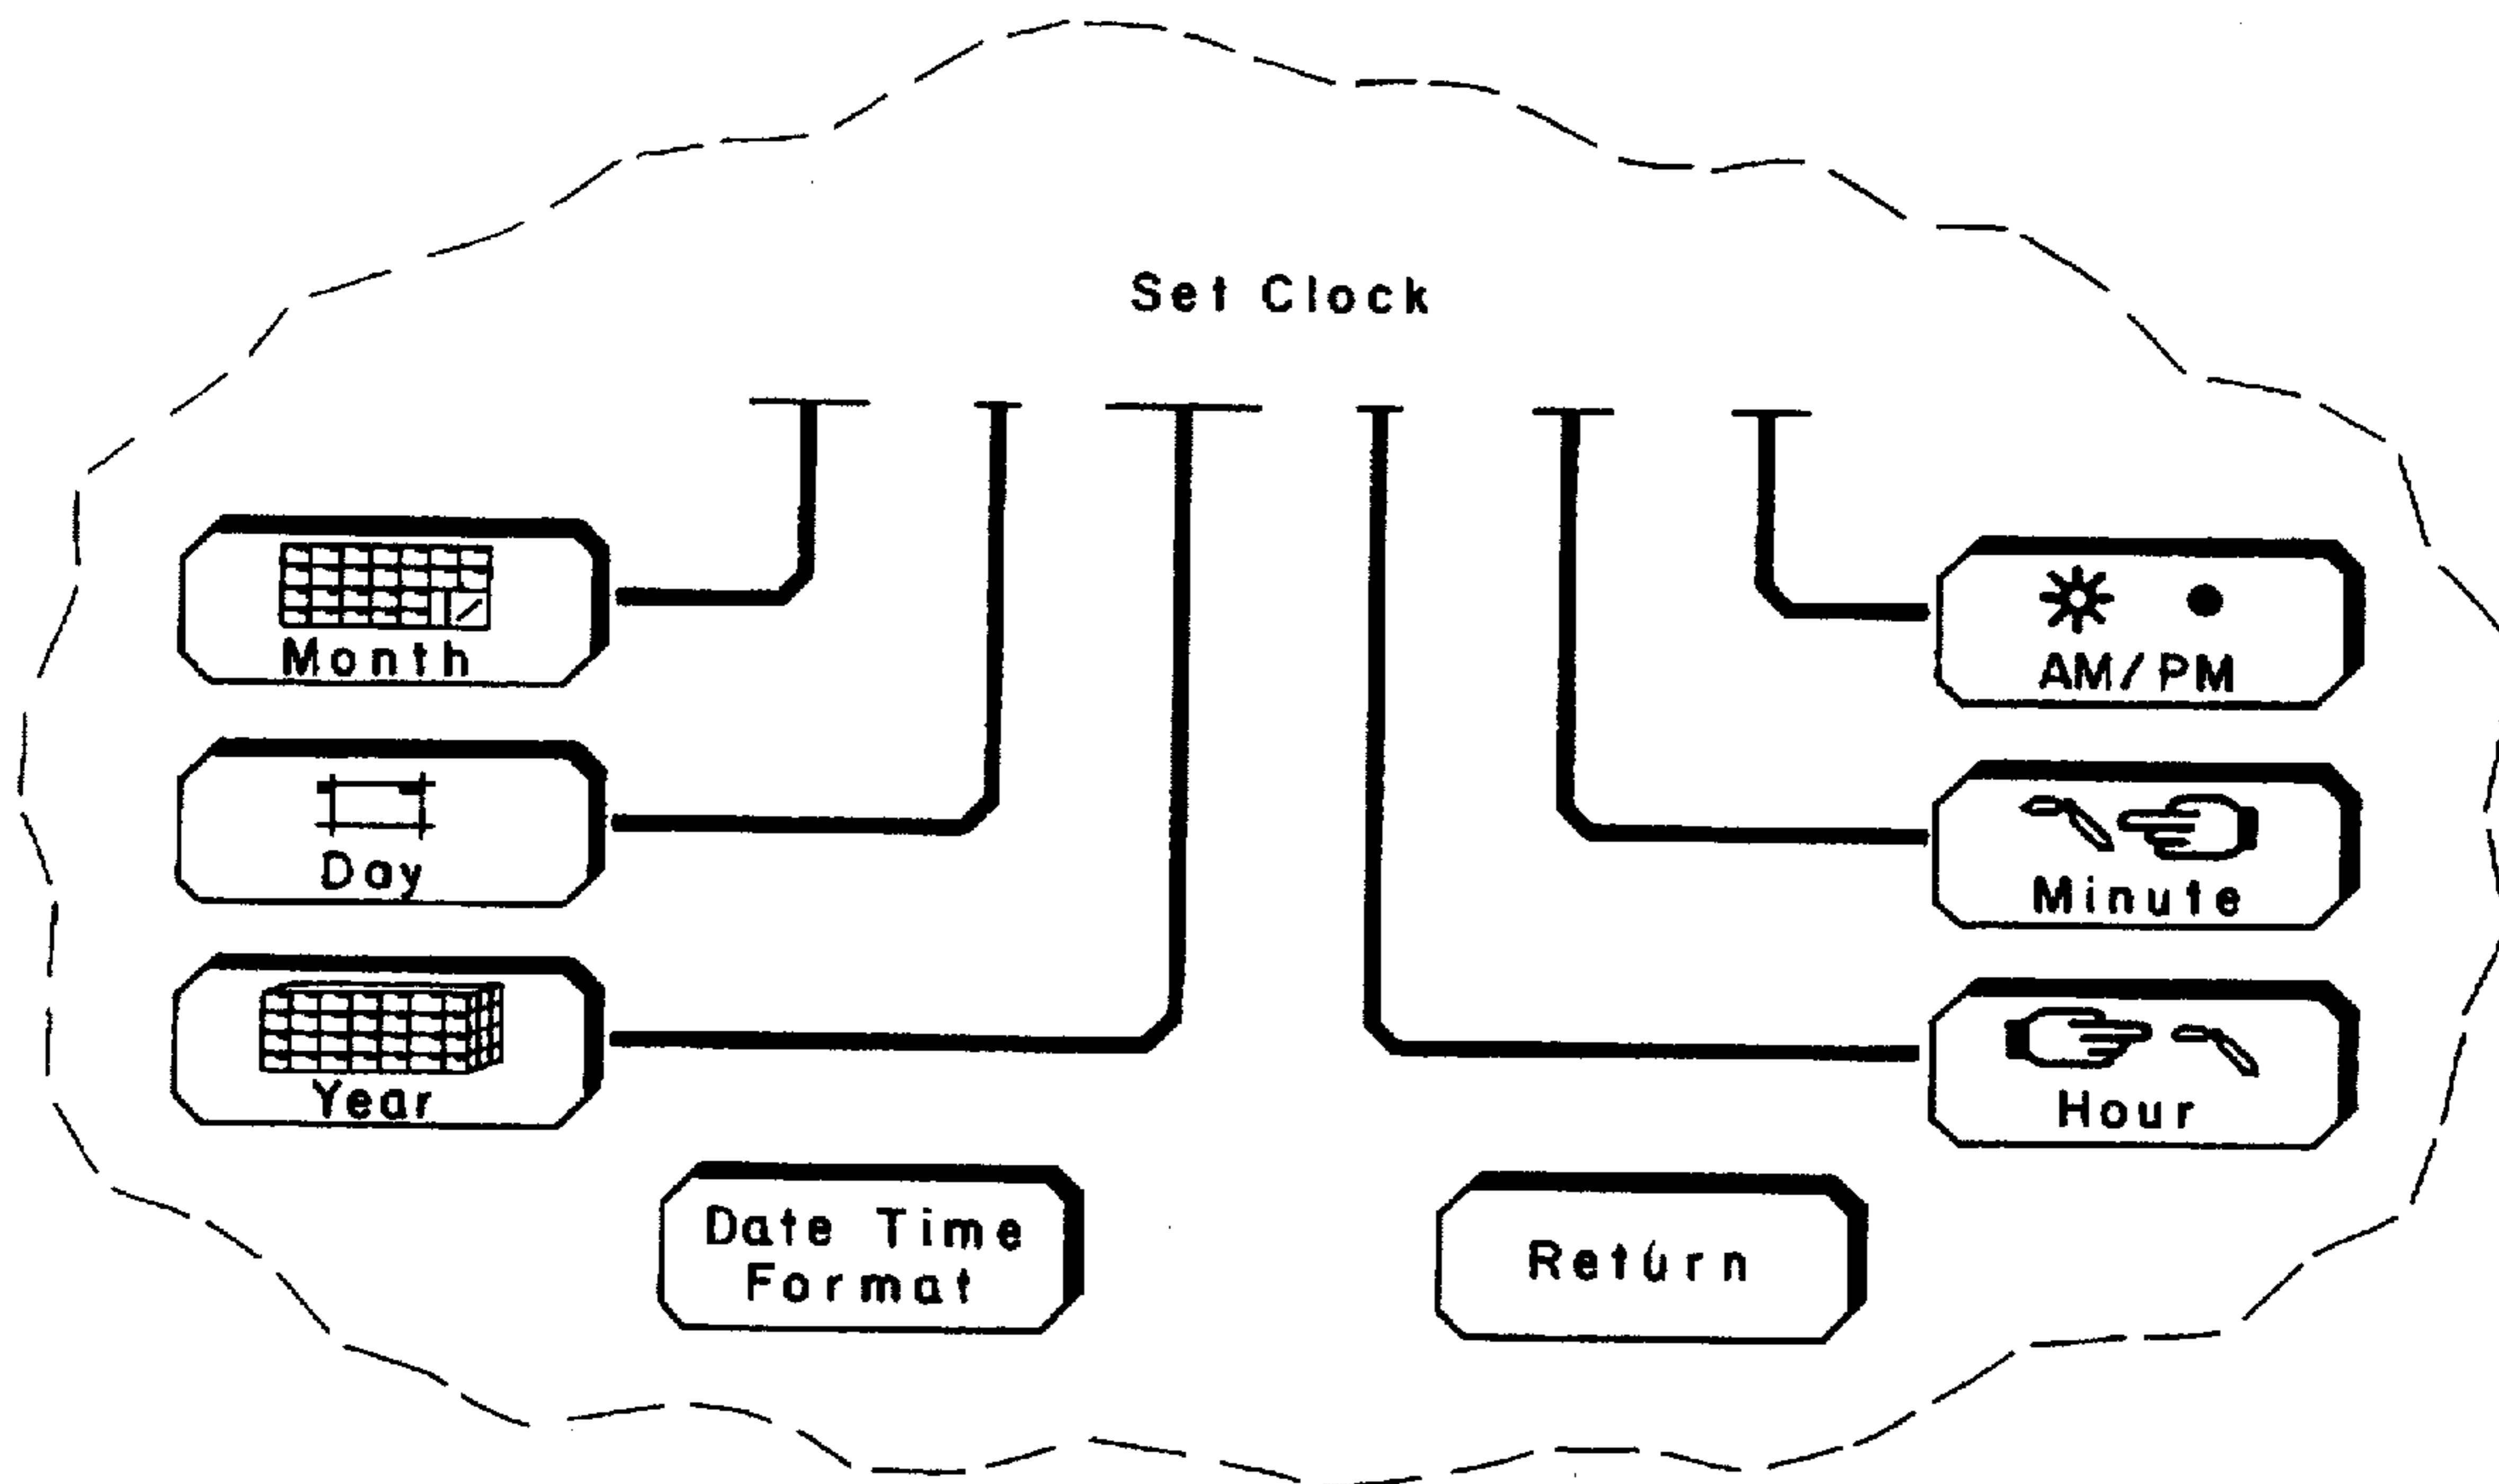 Set Clock
Month
AM/PM
Day
Minute
Year
Hour
Date Time
Format
Return